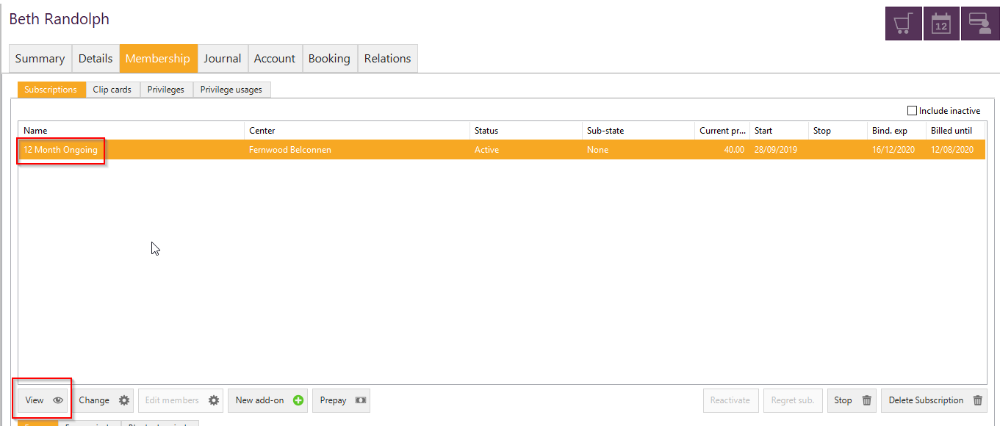 Beth Randolph
12
Summary Details Membership Journal Account Booking Relations
Subscriptions Clip cards Privileges Privilege usages
Include inactive
Name Center Status Sub-state Current pr... Start Stop Bind. exp Billed until
12 Month Ongoing Fernwood Belconnen Active None 40.00 28/09/2019 16/12/2020 12/08/2020
View Change Edit members New add-on Prepay Reactivate Regret sub. Stop Delete Subscription